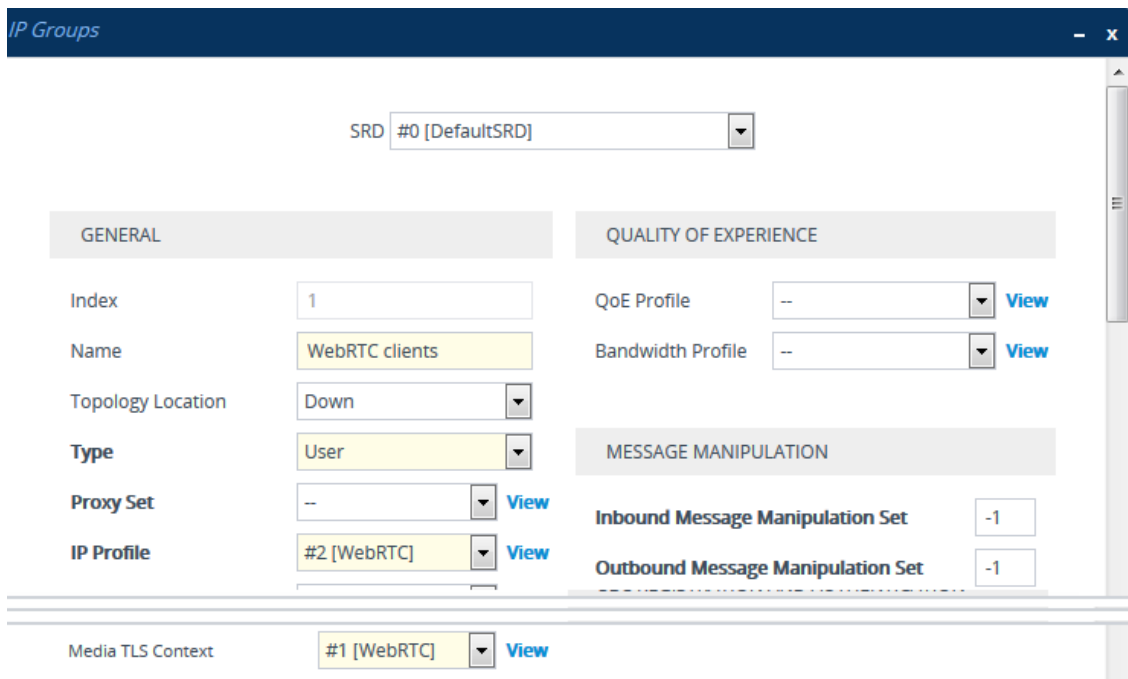 IP Groups
– x
SRD #0 [DefaultSRD]
GENERAL
Index 1
Name WebRTC clients
Topology Location Down
Type User
Proxy Set -- View
IP Profile #2 [WebRTC] View
QUALITY OF EXPERIENCE
QoE Profile -- View
Bandwidth Profile -- View
MESSAGE MANIPULATION
Inbound Message Manipulation Set -1
Outbound Message Manipulation Set -1
Media TLS Context #1 [WebRTC] View